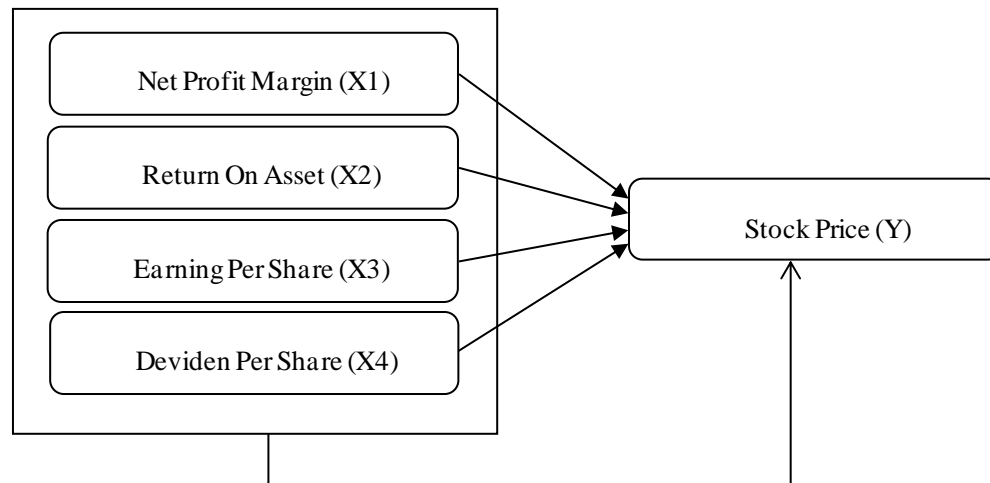 Net Profit Margin (X1)
Return On Asset (X2)
Earning Per Share (X3)
Deviden Per Share (X4)
Stock Price (Y)